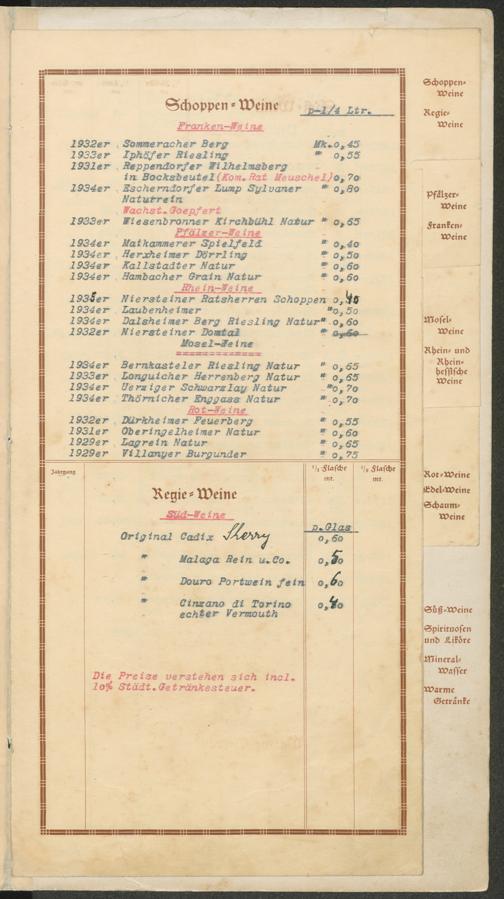 Schoppen-Weine p-1/4 Ltr.
Franken-Weine
1932er Sommeracher Berg Mk.0,45
1933er Iphöfer Riesling " 0,55
1931er Reppendorfer Wilhelmsberg
in Bocksbeutel (Kom.Rat Meuschel) 0,70
1934er Escherndorfer Lump Sylvaner " 0,80
Naturrein
Wachst.Goepfert
1933er Wiesenbronner Kirchbühl Natur " 0,65
Pfälzer-Weine
1934er Maikammerer Spielfeld " 0,40
1934er Herxheimer Dörrling " 0,50
1934er Kallstadter Natur " 0,60
1934er Hambacher Grain Natur " 0,60
Rhein-Weine
1935er Niersteiner Ratsherren Schoppen 0,40
1934er Laubenheimer " 0,50
1934er Dalsheimer Berg Riesling Natur " 0,60
1932er Niersteiner Domtal " 0,60
Mosel-Weine
=============
1934er Bernkasteler Riesling Natur " 0,65
1933er Longuicher Herrenberg Natur " 0,65
1934er Uerziger Schwarzlay Natur " 0,70
1934er Thörnicher Enggass Natur " 0,70
Rot-Weine
1932er Dürkheimer Feuerberg " 0,55
1931er Oberingelheimer Natur " 0,60
1929er Lagrein Natur " 0,65
1929er Villanyer Burgunder " 0,75
Jahrgang 1/1 Flasche 1/2 Flasche
Mk. Mk.
Regie-Weine
Süd-Weine p.Glas
Original Cadix Sherry 0,60
" Malaga Rein u.Co. 0,50
" Douro Portwein fein 0,60
" Cinzano di Torino 0,40
echter Vermouth
Die Preise verstehen sich incl.
10% Städt.Getränkesteuer.
Schoppen-
Weine
Regie-
Weine
Pfälzer-
Weine
Franken-
Weine
Mosel-
Weine
Rhein- und
Rhein-
hessische
Weine
Rot-Weine
Edel-Weine
Schaum-
Weine
Süß-Weine
Spirituosen
und Liköre
Mineral-
Wasser
Warme
Getränke